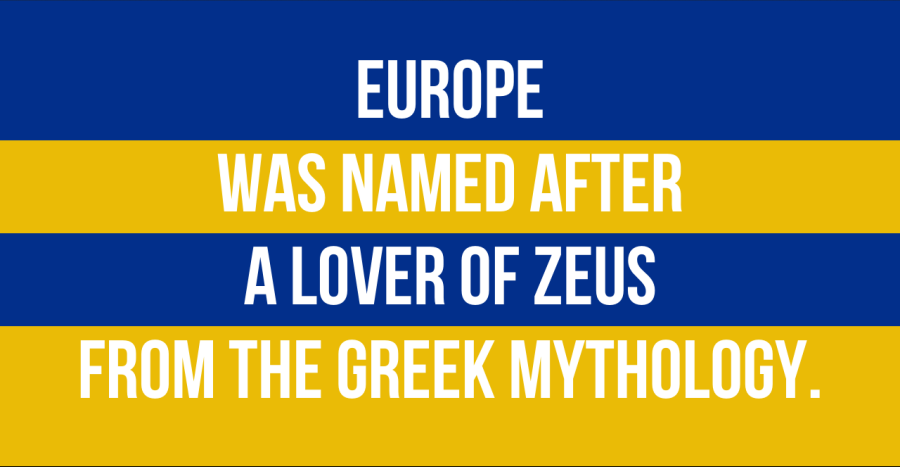 EUROPE
WAS NAMED AFTER
A LOVER OF ZEUS
FROM THE GREEK MYTHOLOGY.